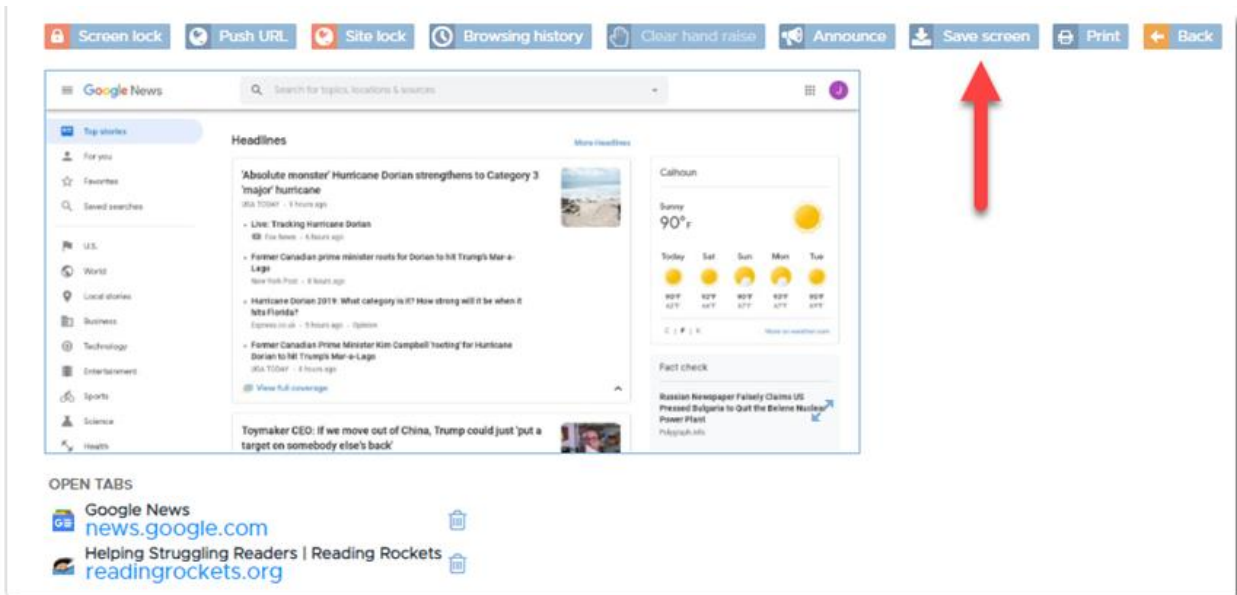 Screen lock Push URL Site lock Browsing history Clear hand raise Announce Save screen Print Back
Google News
Search for topics, locations & sources
J
Top stories
For you
Favorites
Saved searches
U.S.
World
Local stories
Business
Technology
Entertainment
Sports
Science
Health
Headlines
More Headlines
'Absolute monster' Hurricane Dorian strengthens to Category 3
'major' hurricane
USA TODAY - 5 hours ago
Live: Tracking Hurricane Dorian
Fox News - 6 hours ago
Former Canadian prime minister roots for Dorian to hit Trump's Mar-a-
Lago
New York Post - 8 hours ago
Hurricane Dorian 2019: What category is it? How strong will it be when it
hits Florida?
Express.co.uk - 9 hours ago - Opinion
Former Canadian Prime Minister Kim Campbell 'rooting' for Hurricane
Dorian to hit Trump's Mar-a-Lago
USA TODAY - 4 hours ago
View full coverage
Toymaker CEO: If we move out of China, Trump could just 'put a
target on somebody else's back'
Calhoun
Sunny
90°F
Today Sat Sun Mon Tue
C | F | K
More on weather.com
Fact check
Russian Newspaper Falsely Claims US
Pressed Bulgaria to Quit the Belene Nuclear
Power Plant
Polygraph.info
OPEN TABS
Google News
news.google.com
Helping Struggling Readers | Reading Rockets
readingrockets.org